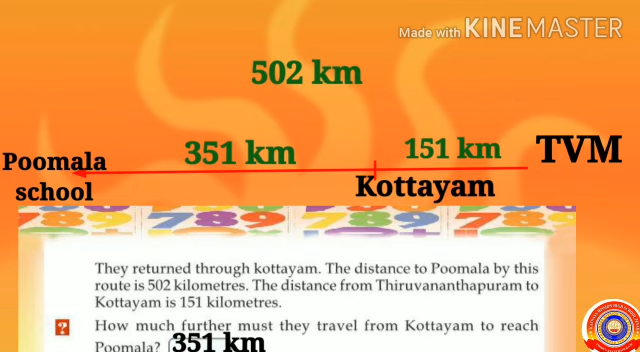 Made with KINEMASTER
502 km
351 km
151 km
TVM
Poomala
school
Kottayam
They returned through kottayam. The distance to Poomala by this
route is 502 kilometres. The distance from Thiruvananthapuram to
Kottayam is 151 kilometres.
? How much further must they travel from Kottayam to reach
Poomala? 351 km